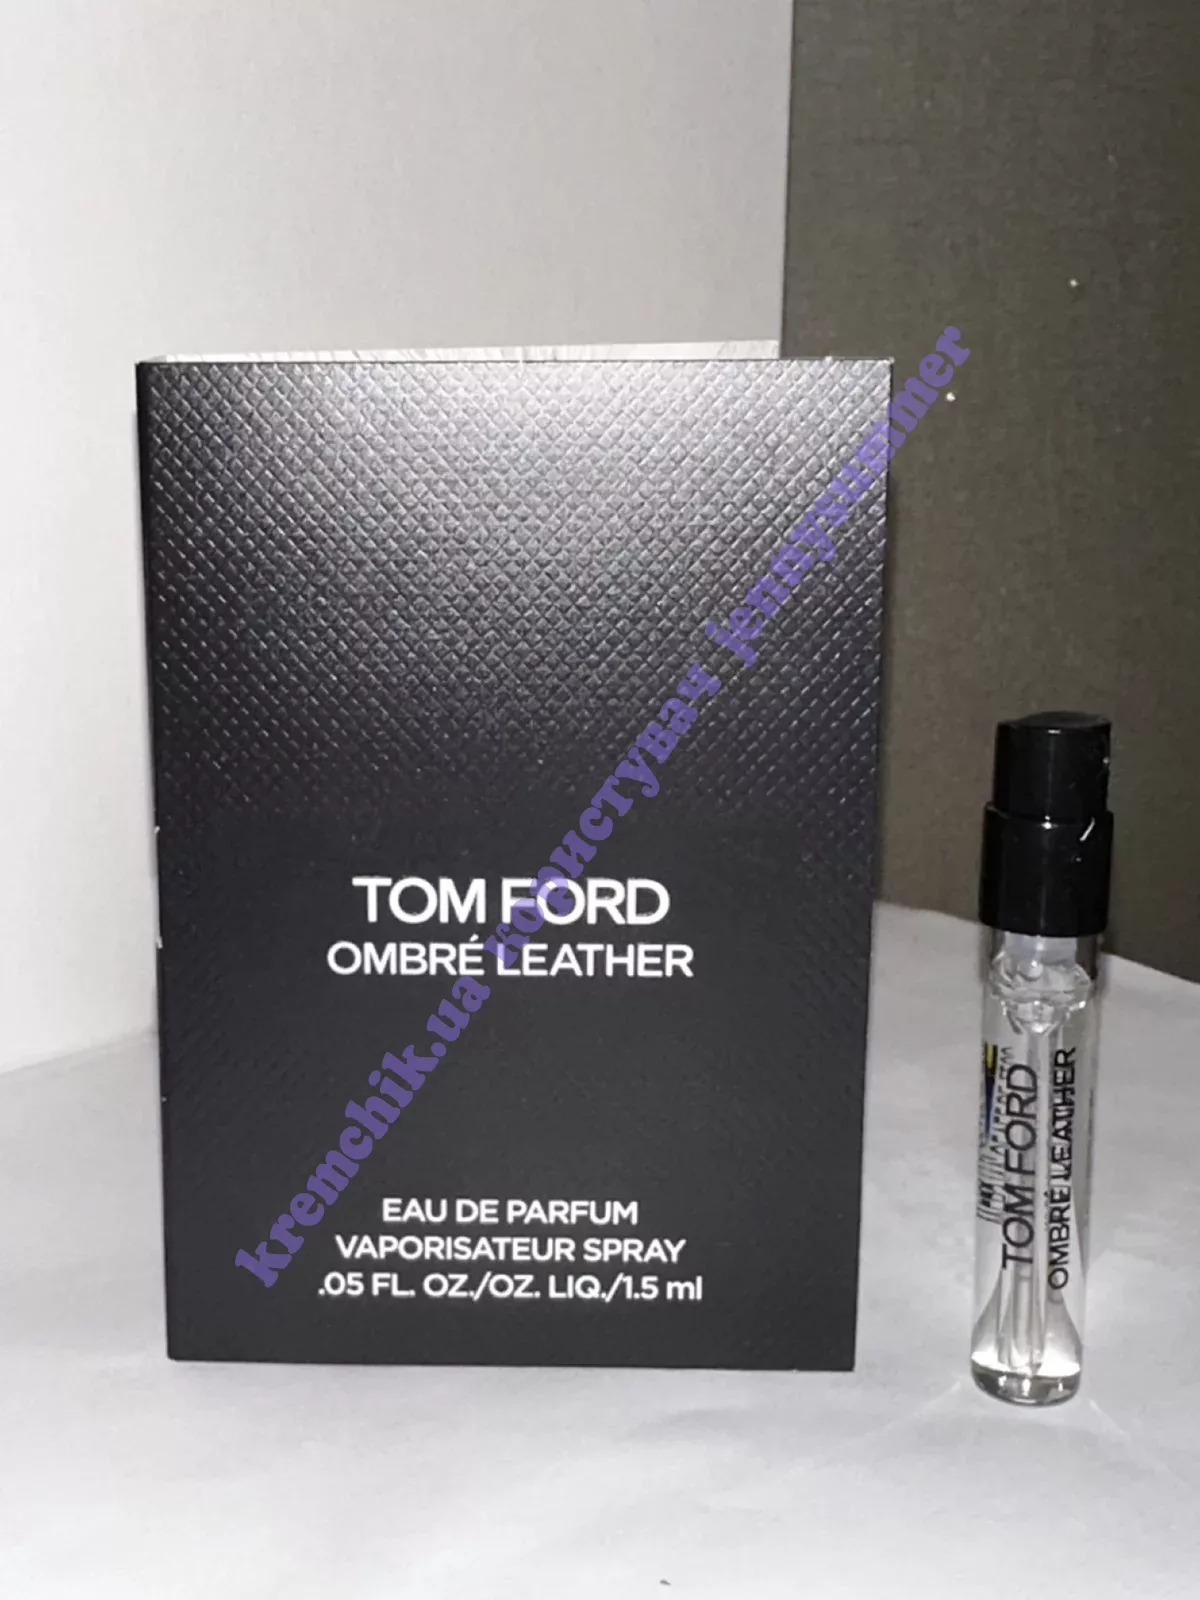 TOM FORD
OMBRÉ LEATHER
EAU DE PARFUM
VAPORISATEUR SPRAY
.05 FL. OZ./OZ. LIQ./1.5 ml
TOM FORD
OMBRÉ LEATHER
kremchik.ua користувач jennysummer